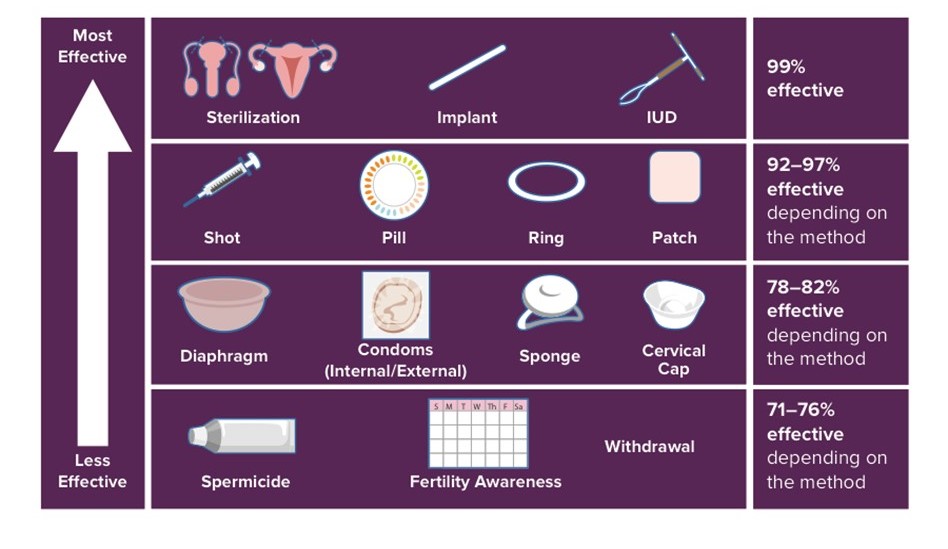 Most
Effective
Sterilization
Implant
IUD
99%
effective
Shot
Pill
Ring
Patch
92–97%
effective
depending on
the method
Diaphragm
Condoms
(Internal/External)
Sponge
Cervical
Cap
78–82%
effective
depending on
the method
S M T W Th F Sa
Spermicide
Fertility Awareness
Withdrawal
71–76%
effective
depending on
the method
Less
Effective